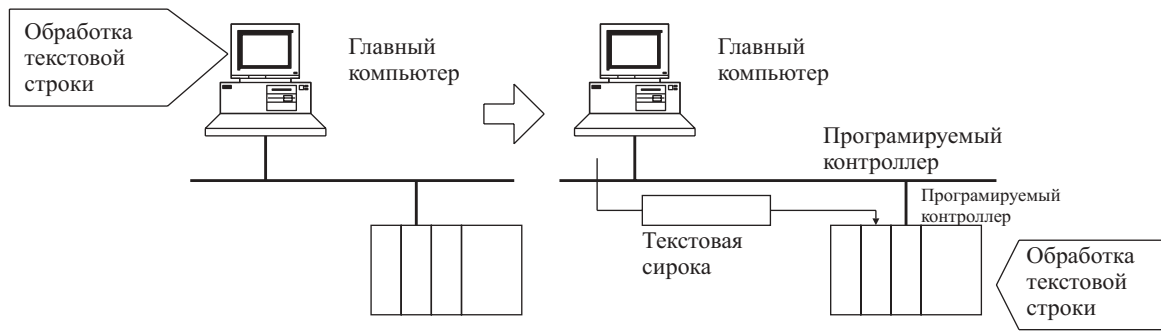 Обработка
текстовой
строки
Главный
компьютер
Главный
компьютер
Програмируемый
контроллер
Програмируемый
контроллер
Текстовая
сирока
Обработка
текстовой
строки